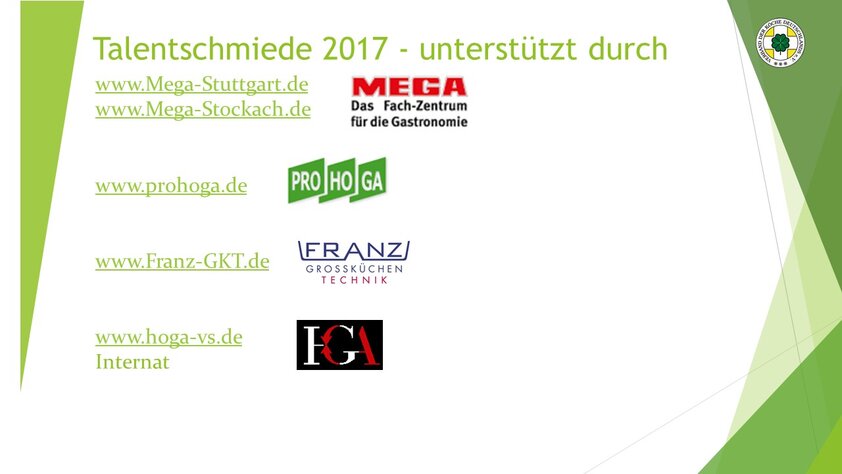 Talentschmiede 2017 - unterstützt durch
VERBAND DER KÖCHE DEUTSCHLANDS E.V.
www.Mega-Stuttgart.de
www.Mega-Stockach.de
MEGA
Das Fach-Zentrum
für die Gastronomie
www.prohoga.de
PRO HO GA
www.Franz-GKT.de
FRANZ
GROSSKÜCHEN
TECHNIK
www.hoga-vs.de
Internat
HGA